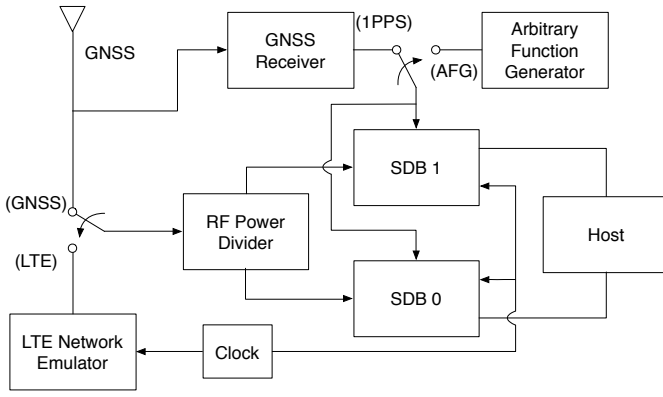 GNSS
GNSS
Receiver
(1PPS)
(AFG)
Arbitrary
Function
Generator
SDB 1
(GNSS)
(LTE)
RF Power
Divider
Host
SDB 0
LTE Network
Emulator
Clock